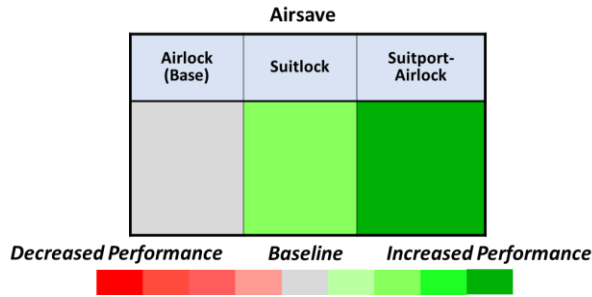 Airsave
Airlock
(Base)
Suitlock
Suitport-
Airlock
Decreased Performance
Baseline
Increased Performance